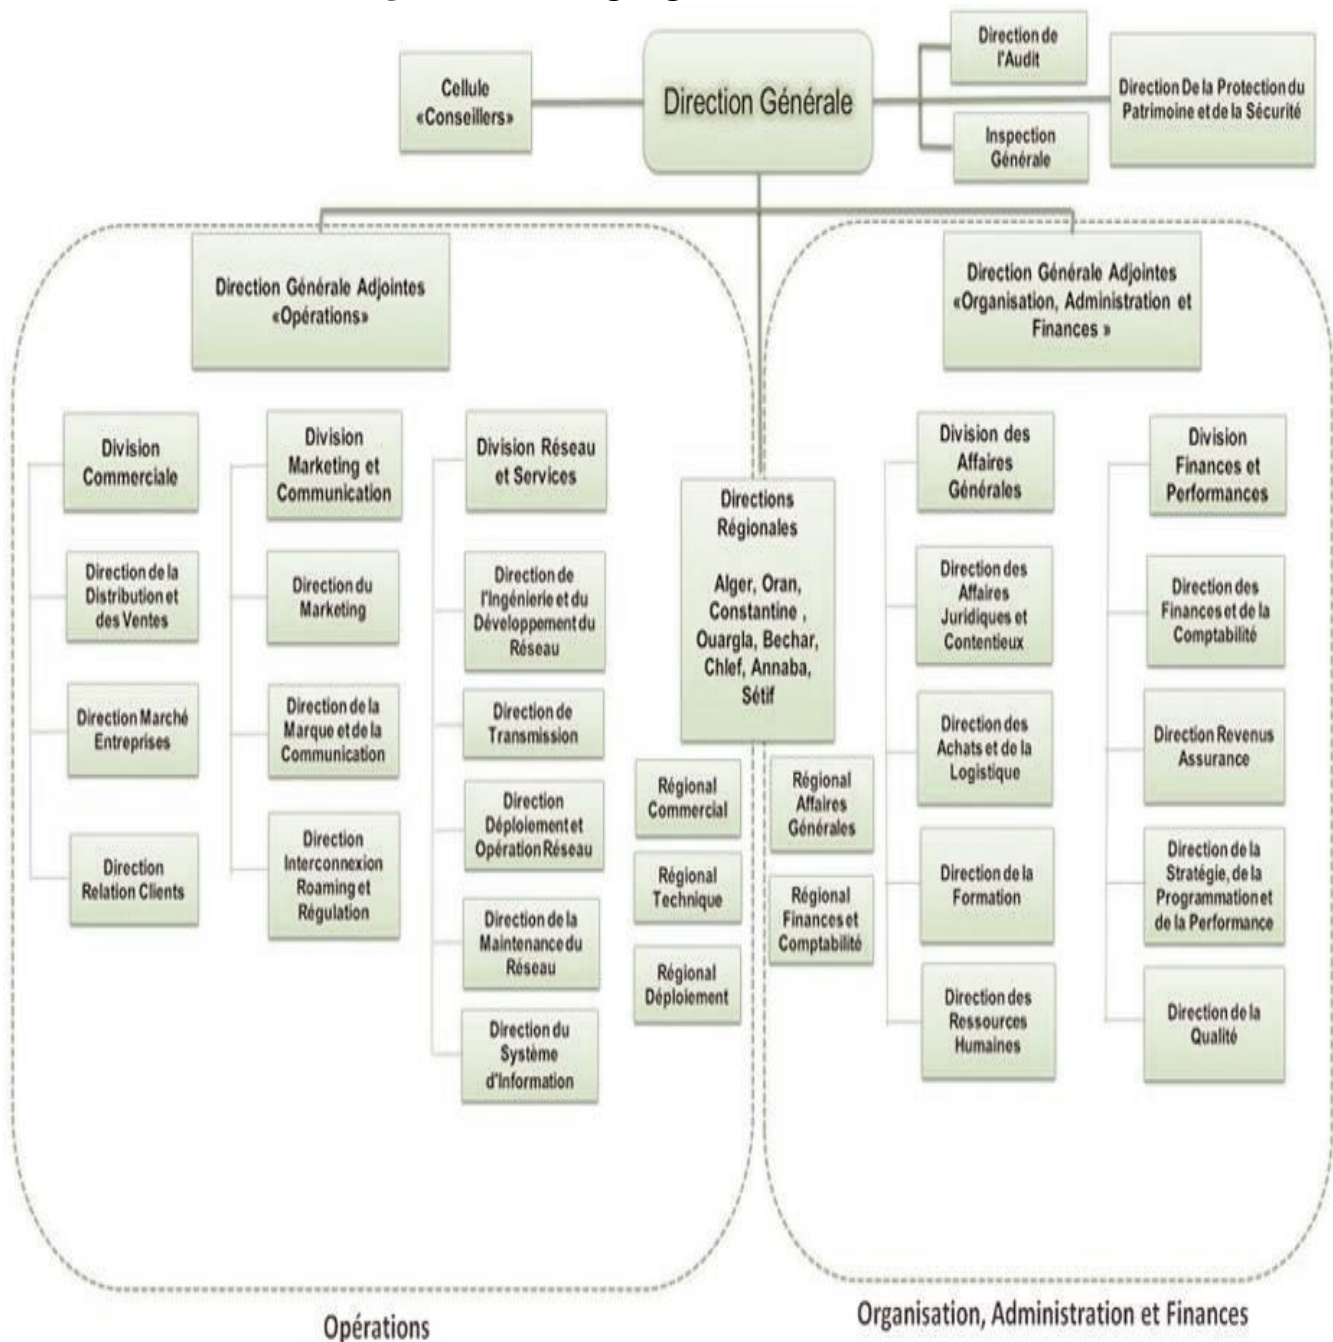 Direction Générale
Cellule
«Conseillers»
Direction de
l'Audit
Inspection
Générale
Direction De la Protection du
Patrimoine et de la Sécurité
Direction Générale Adjointes
«Opérations»
Direction Générale Adjointes
«Organisation, Administration et
Finances »
Division
Commerciale
Direction de la
Distribution et
des Ventes
Direction Marché
Entreprises
Direction
Relation Clients
Division
Marketing et
Communication
Direction du
Marketing
Direction de la
Marque et de la
Communication
Direction
Interconnexion
Roaming et
Régulation
Division Réseau
et Services
Direction de
l'Ingénierie et du
Développement du
Réseau
Direction de
Transmission
Direction
Déploiement et
Opération Réseau
Direction de la
Maintenance du
Réseau
Direction du
Système
d'Information
Directions
Régionales
Alger, Oran,
Constantine ,
Ouargla, Bechar,
Chlef, Annaba,
Sétif
Régional
Commercial
Régional
Technique
Régional
Déploiement
Régional
Affaires
Générales
Régional
Finances et
Comptabilité
Division des
Affaires
Générales
Direction des
Affaires
Juridiques et
Contentieux
Direction des
Achats et de la
Logistique
Direction de la
Formation
Direction des
Ressources
Humaines
Division
Finances et
Performances
Direction des
Finances et de la
Comptabilité
Direction Revenus
Assurance
Direction de la
Stratégie, de la
Programmation et
de la Performance
Direction de la
Qualité
Opérations
Organisation, Administration et Finances